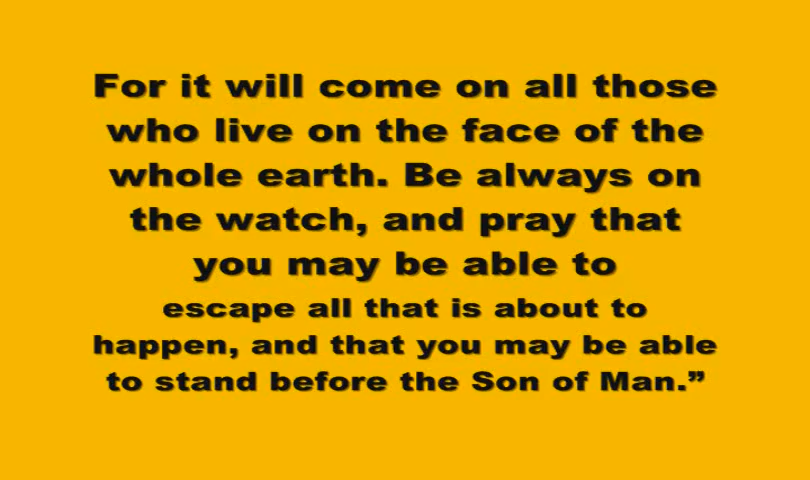 For it will come on all those
who live on the face of the
whole earth. Be always on
the watch, and pray that
you may be able to
escape all that is about to
happen, and that you may be able
to stand before the Son of Man.”